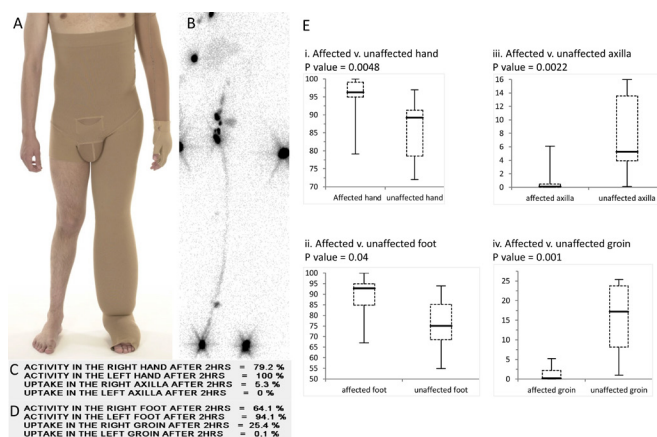 A
B
C ACTIVITY IN THE RIGHT HAND AFTER 2HRS = 79.2 %
ACTIVITY IN THE LEFT HAND AFTER 2HRS = 100 %
UPTAKE IN THE RIGHT AXILLA AFTER 2HRS = 5.3 %
UPTAKE IN THE LEFT AXILLA AFTER 2HRS = 0 %
D ACTIVITY IN THE RIGHT FOOT AFTER 2HRS = 64.1 %
ACTIVITY IN THE LEFT FOOT AFTER 2HRS = 94.1 %
UPTAKE IN THE RIGHT GROIN AFTER 2HRS = 25.4 %
UPTAKE IN THE LEFT GROIN AFTER 2HRS = 0.1 %
E
i. Affected v. unaffected hand
P value = 0.0048
100
95
90
85
80
75
70
Affected hand unaffected hand
ii. Affected v. unaffected foot
P value = 0.04
100
95
90
85
80
75
70
65
60
55
50
affected foot unaffected foot
iii. Affected v. unaffected axilla
P value = 0.0022
16
14
12
10
8
6
4
2
0
affected axilla unaffected axilla
iv. Affected v. unaffected groin
P value = 0.001
25
20
15
10
5
0
affected groin unaffected groin